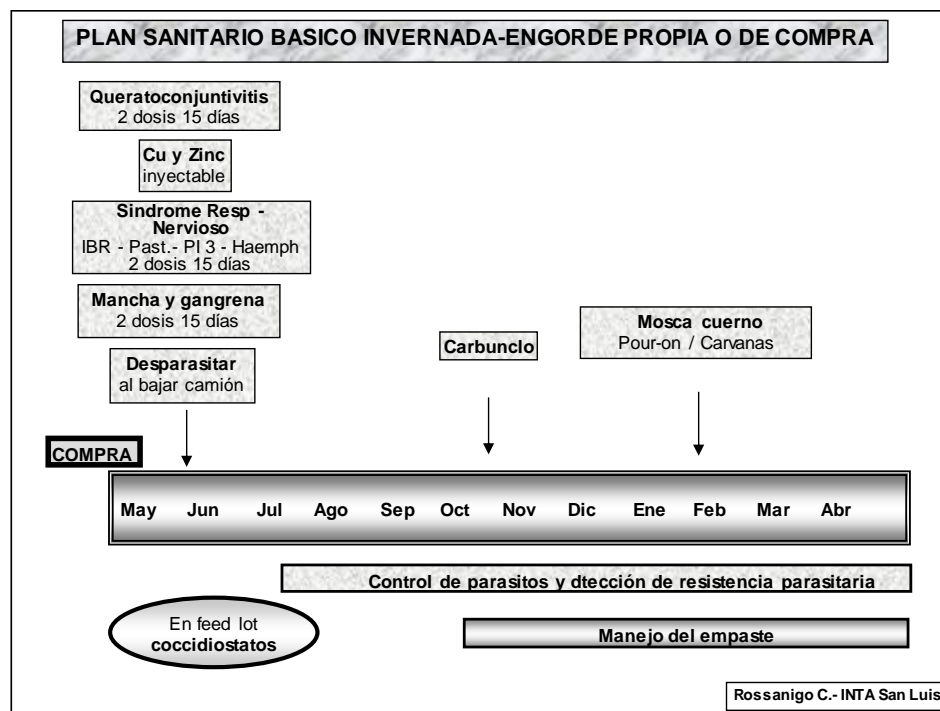 PLAN SANITARIO BASICO INVERNADA-ENGORDE PROPIA O DE COMPRA
Queratoconjuntivitis
2 dosis 15 días
Cu y Zinc
inyectable
Sindrome Resp -
Nervioso
IBR - Past.- PI 3 - Haemph
2 dosis 15 días
Mancha y gangrena
2 dosis 15 días
Desparasitar
al bajar camión
Carbunclo
Mosca cuerno
Pour-on / Carvanas
COMPRA
May Jun Jul Ago Sep Oct Nov Dic Ene Feb Mar Abr
Control de parasitos y dtección de resistencia parasitaria
En feed lot
coccidiostatos
Manejo del empaste
Rossanigo C.- INTA San Luis